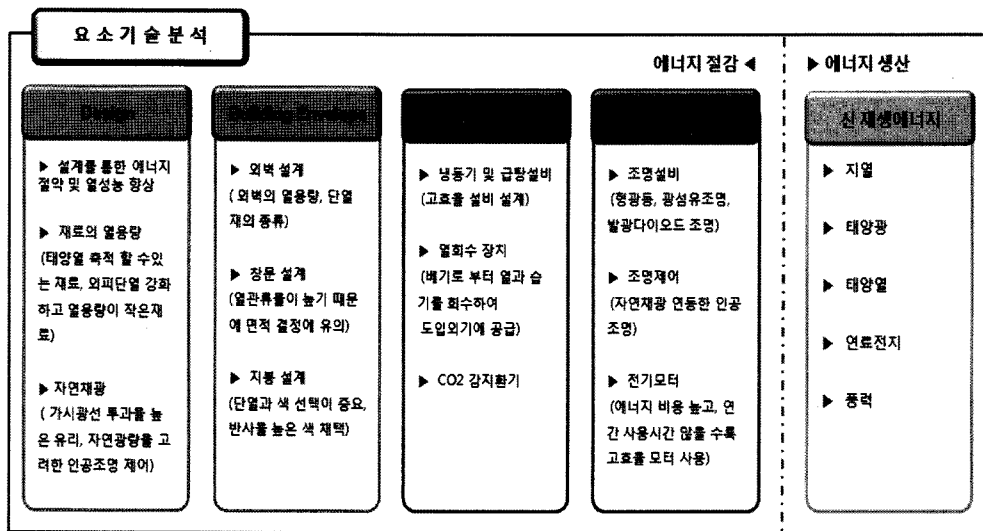 요소기술분석
에너지 절감 ◀
▶ 에너지 생산
Design
▶ 설계를 통한 에너지
절약 및 열성능 향상
▶ 재료의 열용량
(태양열 축적 할 수있
는 재료, 외피단열 강화
하고 열용량이 작은재
료)
▶ 자연재광
( 가시광선 투과율 높
은 유리, 자연광량을 고
려한 인공조명 제어)
Building Envelope
▶ 외벽 설계
( 외벽의 열용량, 단열
재의 종류)
▶ 창문 설계
(열관류율이 높기 때문
에 면적 결정에 유의)
▶ 지붕 설계
(단열과 색 선택이 중요,
반사율 높은 색 채택)
▶ 냉동기 및 급탕설비
(고효율 설비 설계)
▶ 열회수 장치
(배기로 부터 열과 습
기를 회수하여
도입외기에 공급)
▶ CO2 감지환기
▶ 조명설비
(형광등, 광섬유조명,
발광다이오드 조명)
▶ 조명제어
(자연재광 연동한 인공
조명)
▶ 전기모터
(에너지 비용 높고, 연
간 사용시간 많을 수록
고효율 모터 사용)
신 재생에너지
▶ 지열
▶ 태양광
▶ 태양열
▶ 연료전지
▶ 풍력